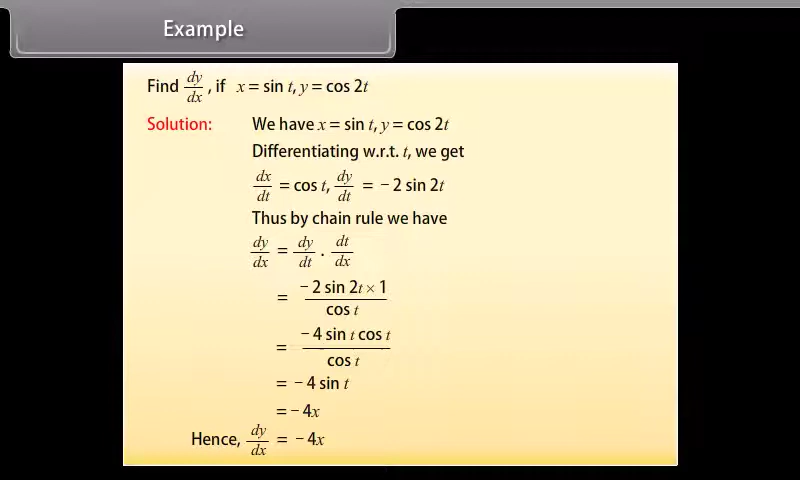 Example
Find dy/dx, if x = sin t, y = cos 2t
Solution: We have x = sin t, y = cos 2t
Differentiating w.r.t. t, we get
dx/dt = cos t, dy/dt = − 2 sin 2t
Thus by chain rule we have
dy/dx = dy/dt . dt/dx
= − 2 sin 2t × 1 / cos t
= − 4 sin t cos t / cos t
= − 4 sin t
= − 4x
Hence, dy/dx = − 4x